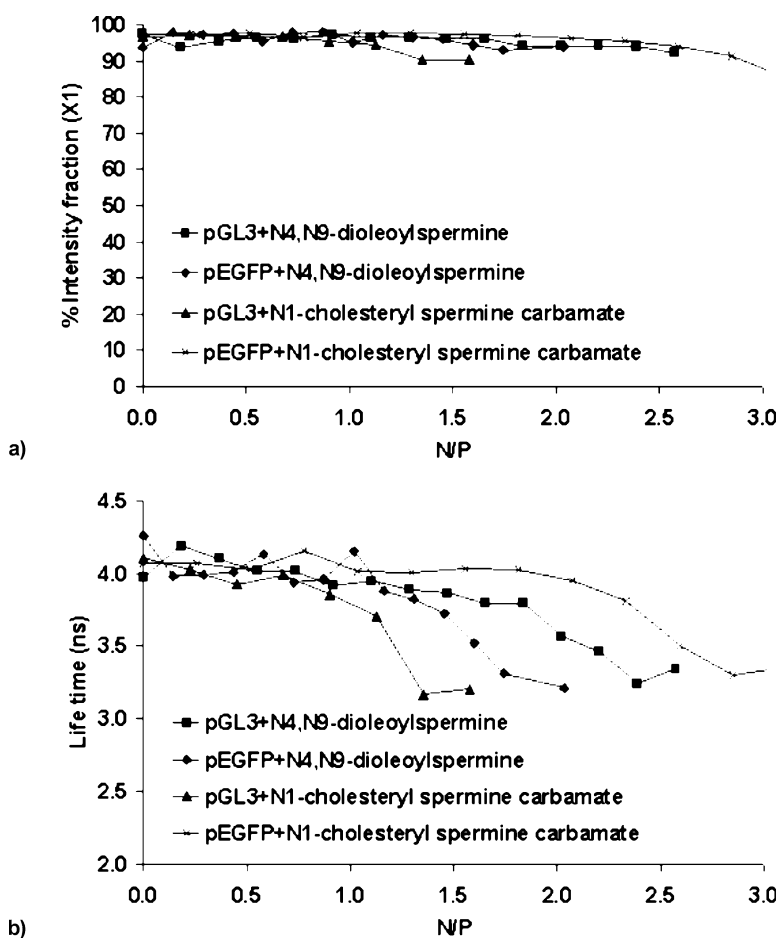 % Intensity fraction (X1)
100
90
80
70
60
50
40
30
20
10
0
pGL3+N4,N9-dioleoylspermine
pEGFP+N4,N9-dioleoylspermine
pGL3+N1-cholesteryl spermine carbamate
pEGFP+N1-cholesteryl spermine carbamate
0.0 0.5 1.0 1.5 2.0 2.5 3.0
N/P
a)
Life time (ns)
4.5
4.0
3.5
3.0
2.5
2.0
pGL3+N4,N9-dioleoylspermine
pEGFP+N4,N9-dioleoylspermine
pGL3+N1-cholesteryl spermine carbamate
pEGFP+N1-cholesteryl spermine carbamate
0.0 0.5 1.0 1.5 2.0 2.5 3.0
N/P
b)